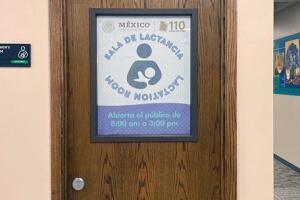 MÉXICO
110
SALA DE LACTANCIA
LACTATION ROOM
Abierta al público de
8:00 am a 3:00 pm